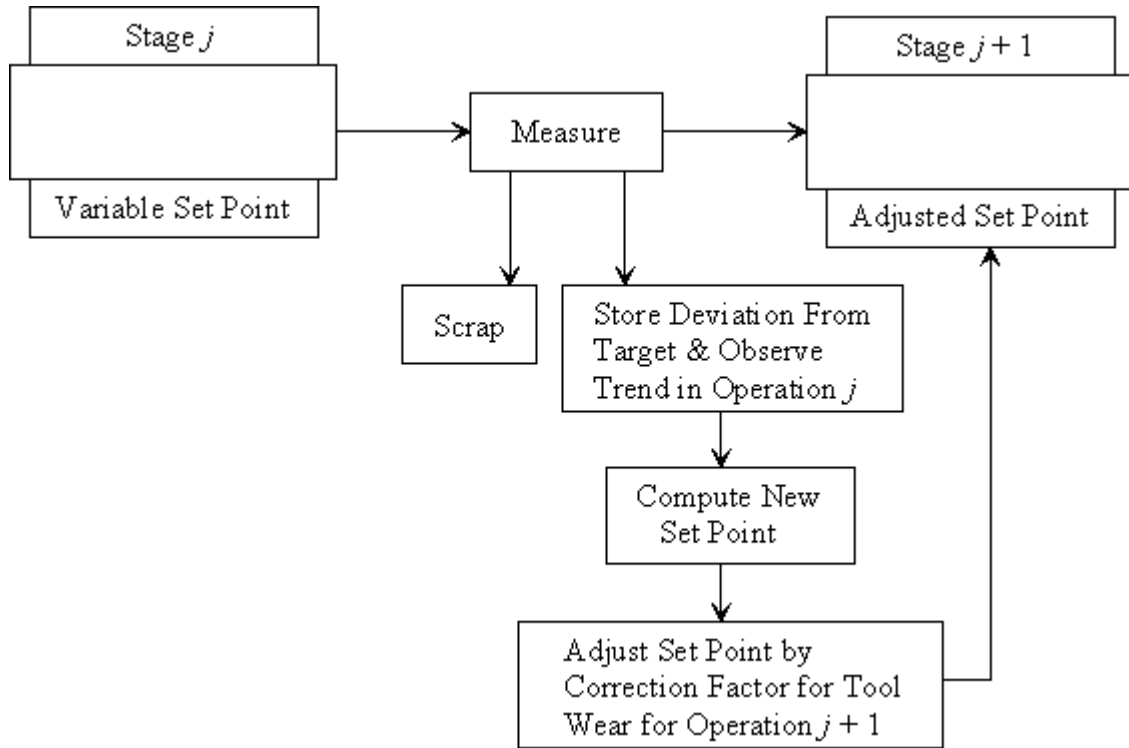 Stage j
Stage j + 1
Measure
Variable Set Point
Adjusted Set Point
Scrap
Store Deviation From
Target & Observe
Trend in Operation j
Compute New
Set Point
Adjust Set Point by
Correction Factor for Tool
Wear for Operation j + 1